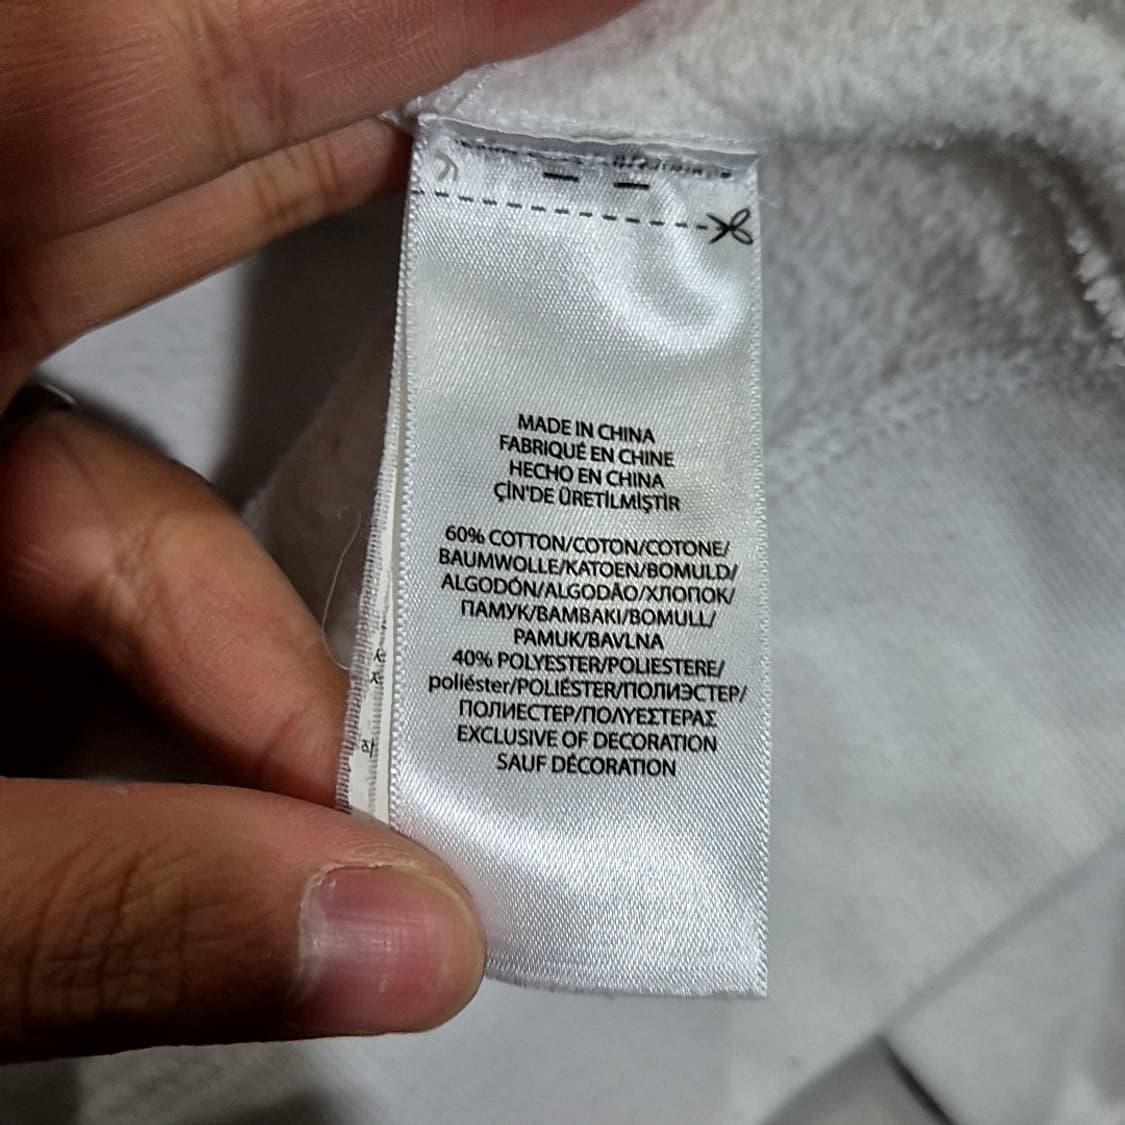 MADE IN CHINA
FABRIQUÉ EN CHINE
HECHO EN CHINA
ÇİN'DE ÜRETİLMİŞTİR
60% COTTON/COTON/COTONE/
BAUMWOLLE/KATOEN/BOMULD/
ALGODÓN/ALGODÃO/ХЛОПОК/
ПАМУК/ΒΑΜΒΑΚΙ/BOMULL/
PAMUK/BAVLNA
40% POLYESTER/POLIESTERE/
poliéster/POLIÉSTER/ПОЛИЭСТЕР/
ПОЛИЕСТЕР/ΠΟΛΥΕΣΤΕΡΑΣ
EXCLUSIVE OF DECORATION
SAUF DÉCORATION